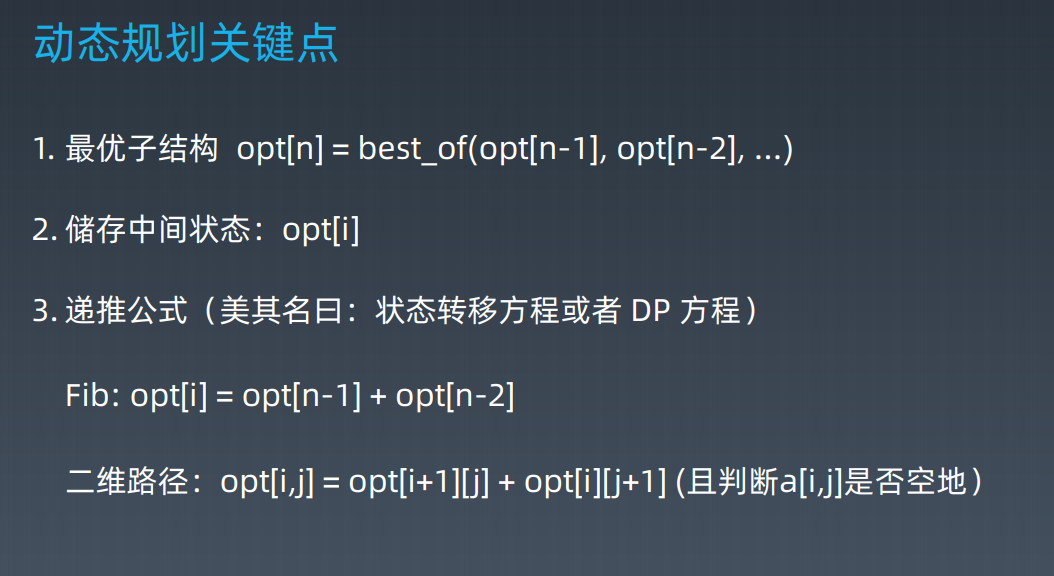 动态规划关键点
1. 最优子结构 opt[n] = best_of(opt[n-1], opt[n-2], …)
2. 储存中间状态：opt[i]
3. 递推公式（美其名曰：状态转移方程或者 DP 方程）
Fib: opt[i] = opt[n-1] + opt[n-2]
二维路径：opt[i,j] = opt[i+1][j] + opt[i][j+1] (且判断a[i,j]是否空地）